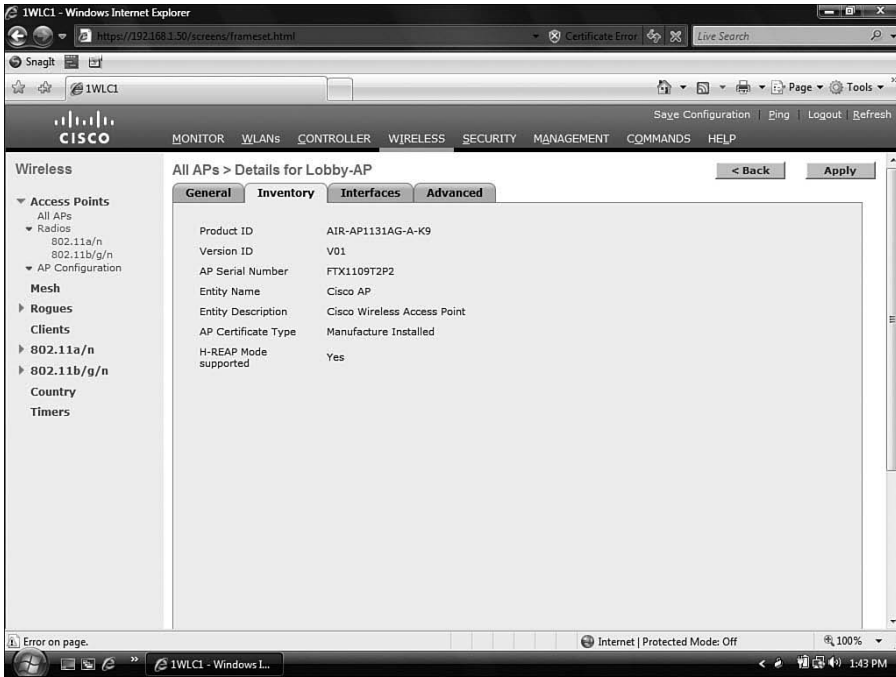 1WLC1 - Windows Internet Explorer
https://192.168.1.50/screens/frameset.html
Certificate Error
Live Search
SnagIt
1WLC1
Page
Tools
Save Configuration | Ping | Logout | Refresh
CISCO
MONITOR WLANs CONTROLLER WIRELESS SECURITY MANAGEMENT COMMANDS HELP
Wireless
Access Points
All APs
Radios
802.11a/n
802.11b/g/n
AP Configuration
Mesh
Rogues
Clients
802.11a/n
802.11b/g/n
Country
Timers
All APs > Details for Lobby-AP
< Back
Apply
General Inventory Interfaces Advanced
Product ID AIR-AP1131AG-A-K9
Version ID V01
AP Serial Number FTX1109T2P2
Entity Name Cisco AP
Entity Description Cisco Wireless Access Point
AP Certificate Type Manufacture Installed
H-REAP Mode
supported Yes
Error on page.
Internet | Protected Mode: Off
100%
1WLC1 - Windows I...
1:43 PM